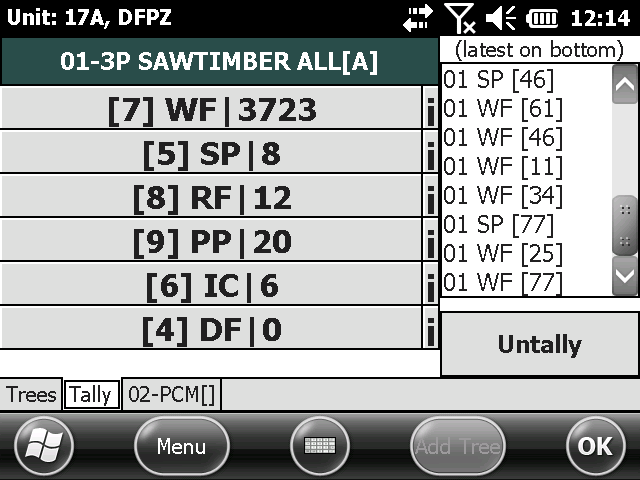 Unit: 17A, DFPZ
12:14
01-3P SAWTIMBER ALL[A]
[7] WF|3723 i
[5] SP|8 i
[8] RF|12 i
[9] PP|20 i
[6] IC|6 i
[4] DF|0 i
(latest on bottom)
01 SP [46]
01 WF [61]
01 WF [46]
01 WF [11]
01 WF [34]
01 SP [77]
01 WF [25]
01 WF [77]
Untally
Trees Tally 02-PCM[]
Menu Add Tree OK